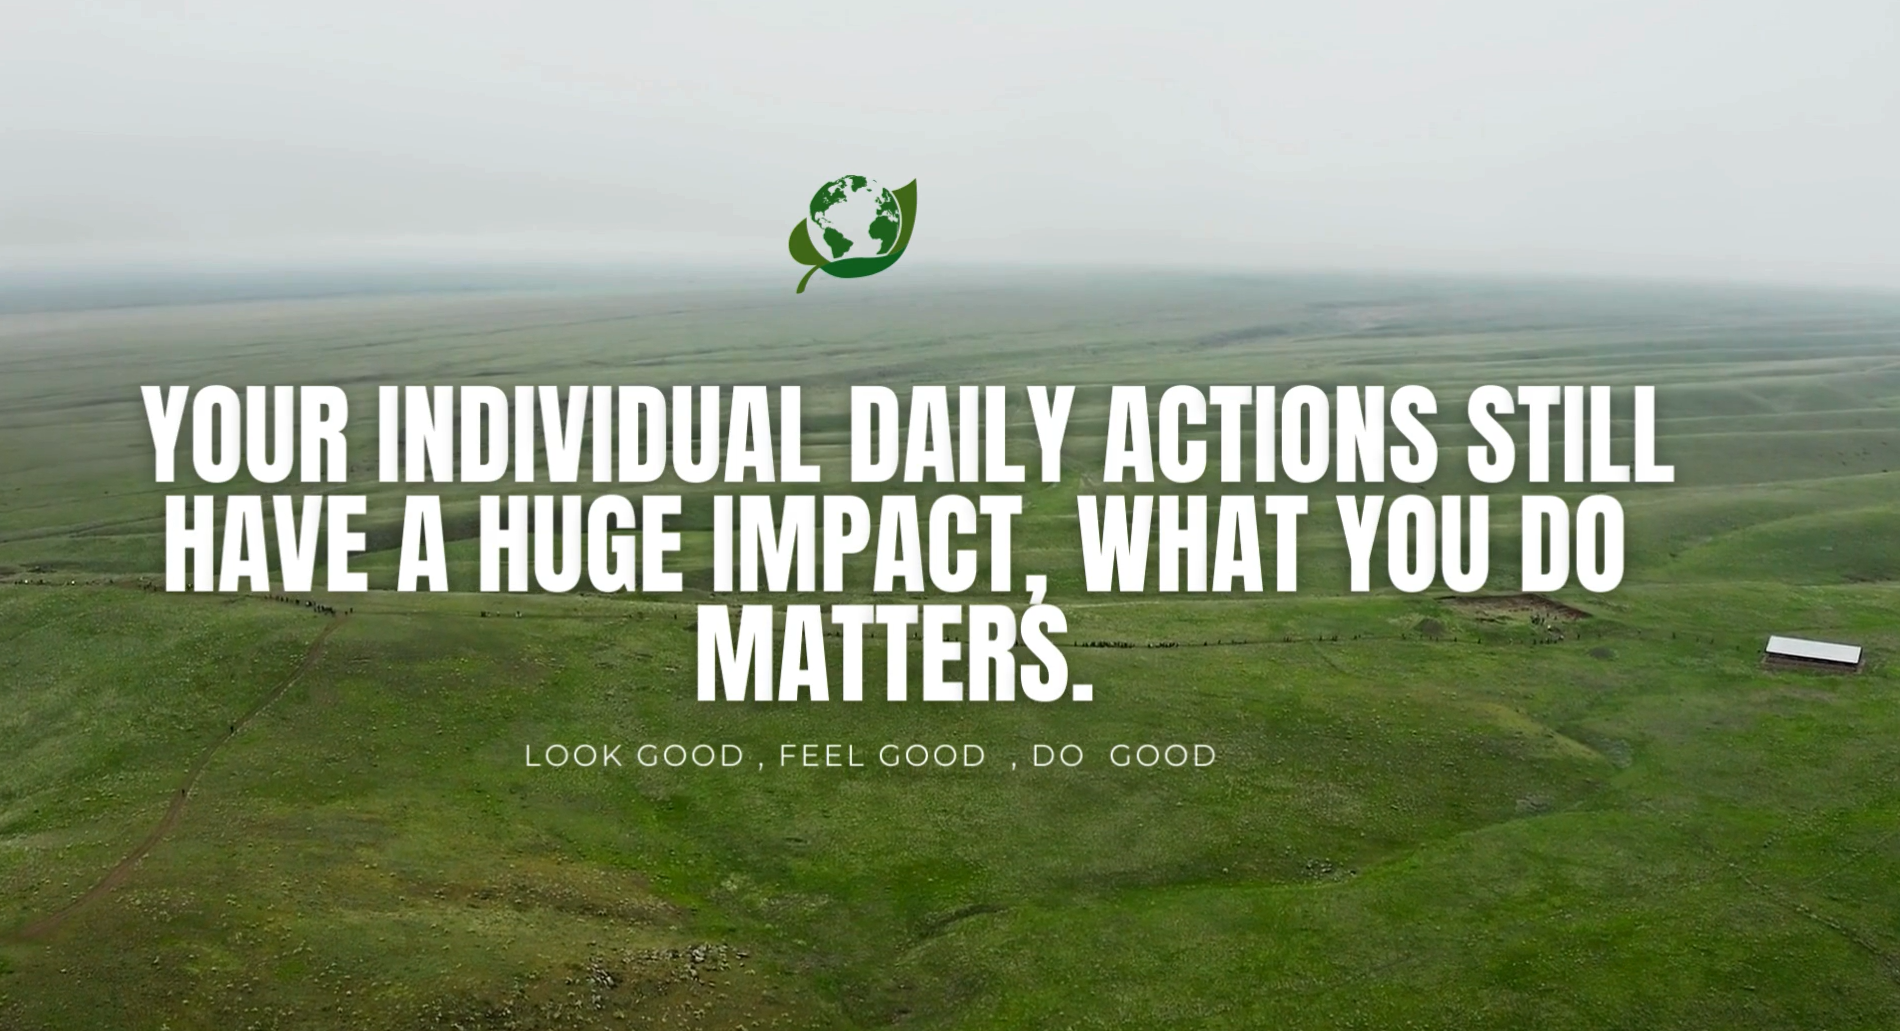 YOUR INDIVIDUAL DAILY ACTIONS STILL
HAVE A HUGE IMPACT, WHAT YOU DO
MATTERS.
LOOK GOOD , FEEL GOOD , DO GOOD